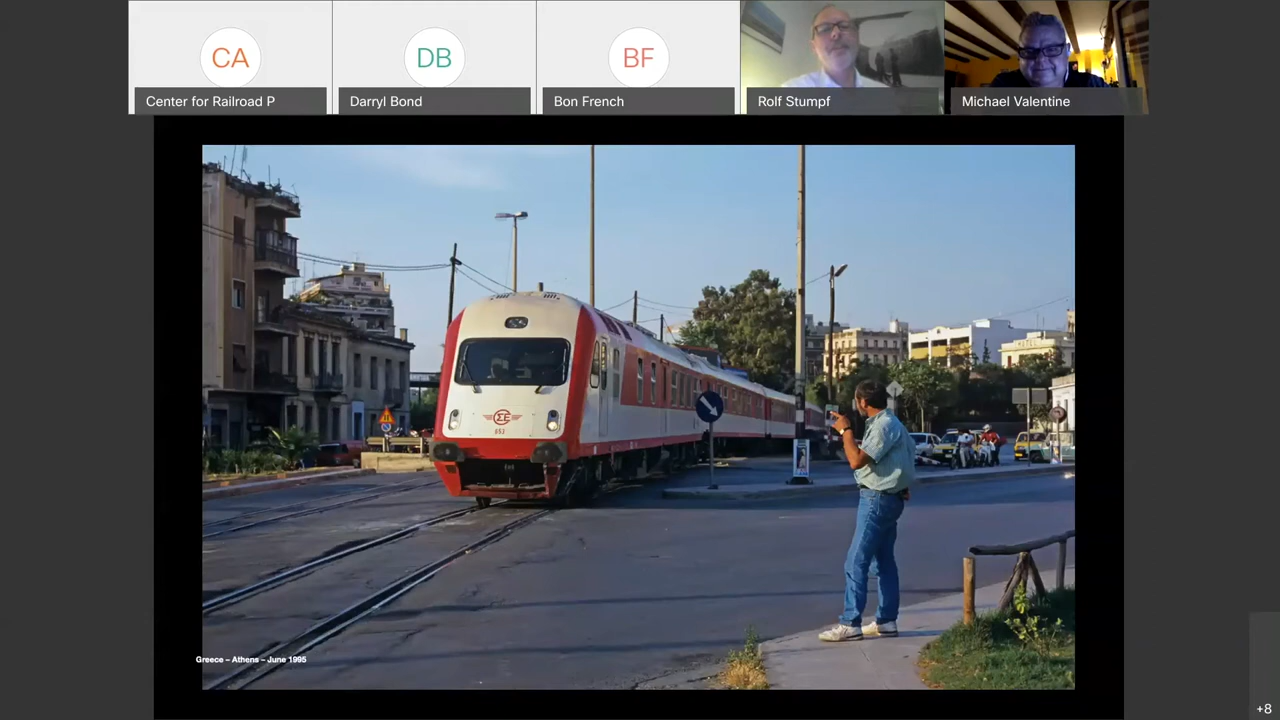 CA
DB
BF
Center for Railroad P
Darryl Bond
Bon French
Rolf Stumpf
Michael Valentine
ΣΕ
Greece – Athens – June 1995
+8